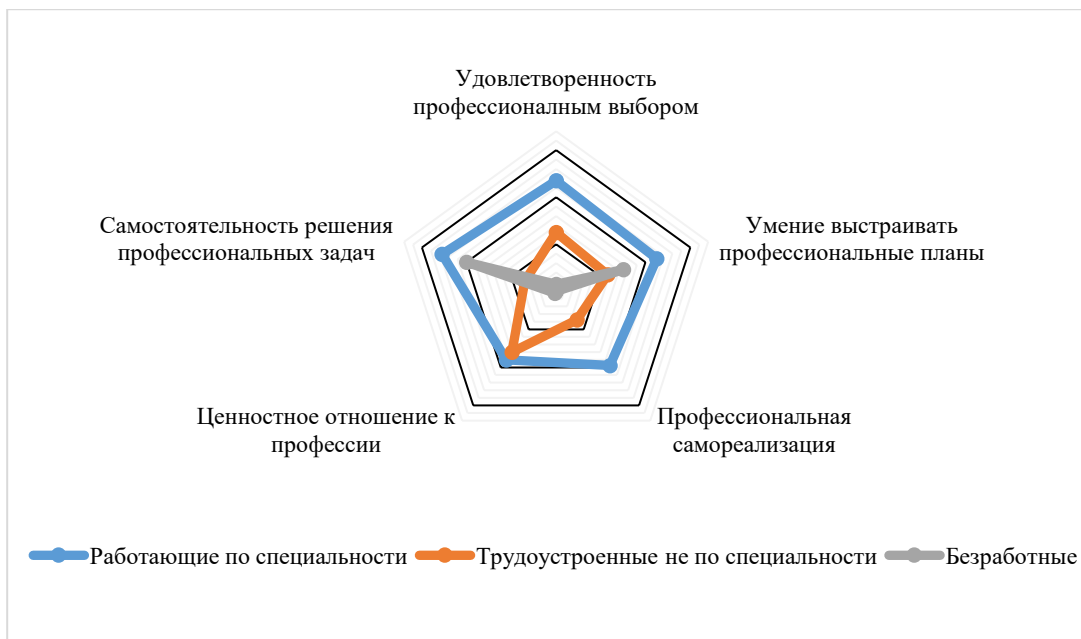 Удовлетворенность
профессионалным выбором
Самостоятельность решения
профессиональных задач
Умение выстраивать
профессиональные планы
Ценностное отношение к
профессии
Профессиональная
самореализация
Работающие по специальности
Трудоустроенные не по специальности
Безработные